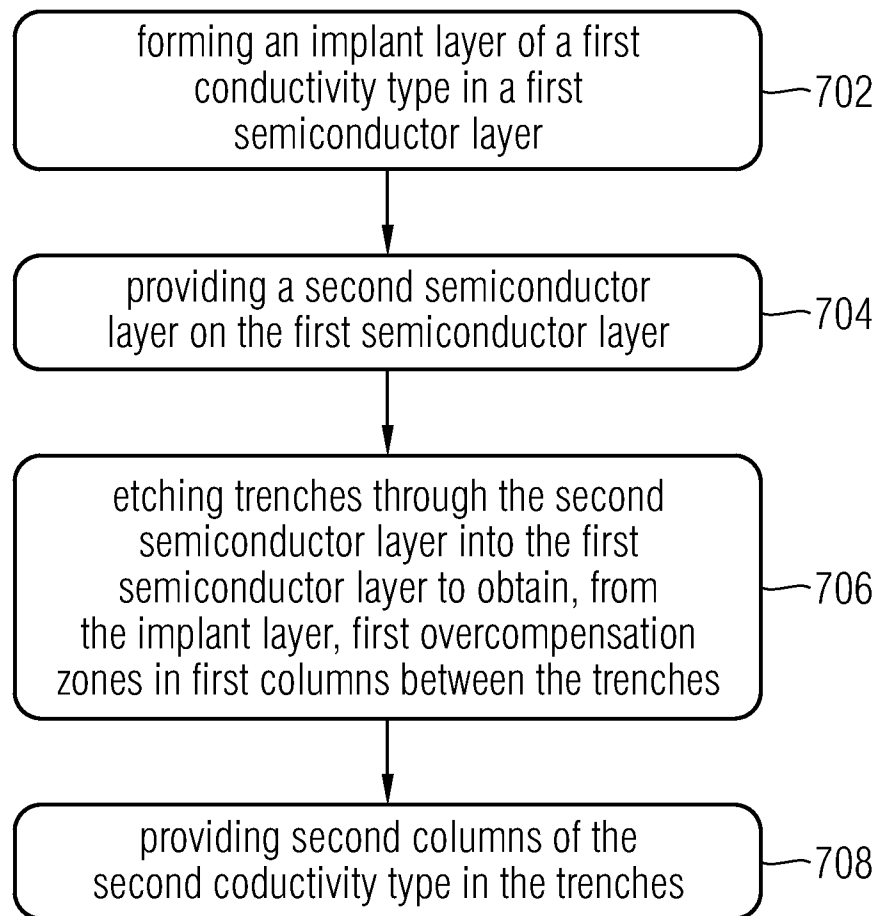 forming an implant layer of a first
conductivity type in a first
semiconductor layer
702
providing a second semiconductor
layer on the first semiconductor layer
704
etching trenches through the second
semiconductor layer into the first
semiconductor layer to obtain, from
the implant layer, first overcompensation
zones in first columns between the trenches
706
providing second columns of the
second coductivity type in the trenches
708